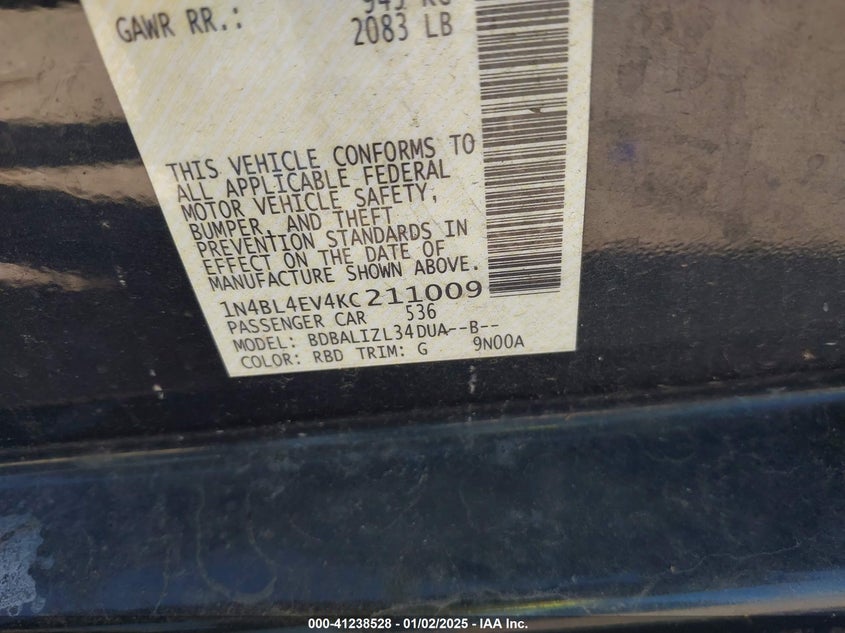 GAWR RR.:
2083 LB
THIS VEHICLE CONFORMS TO
ALL APPLICABLE FEDERAL
MOTOR VEHICLE SAFETY,
BUMPER, AND THEFT
PREVENTION STANDARDS IN
EFFECT ON THE DATE OF
MANUFACTURE SHOWN ABOVE.
1N4BL4EV4KC211009
PASSENGER CAR 536
MODEL: BDBALIZL34DUA--B--
COLOR: RBD TRIM: G 9N00A
000-41238528 - 01/02/2025 - IAA Inc.